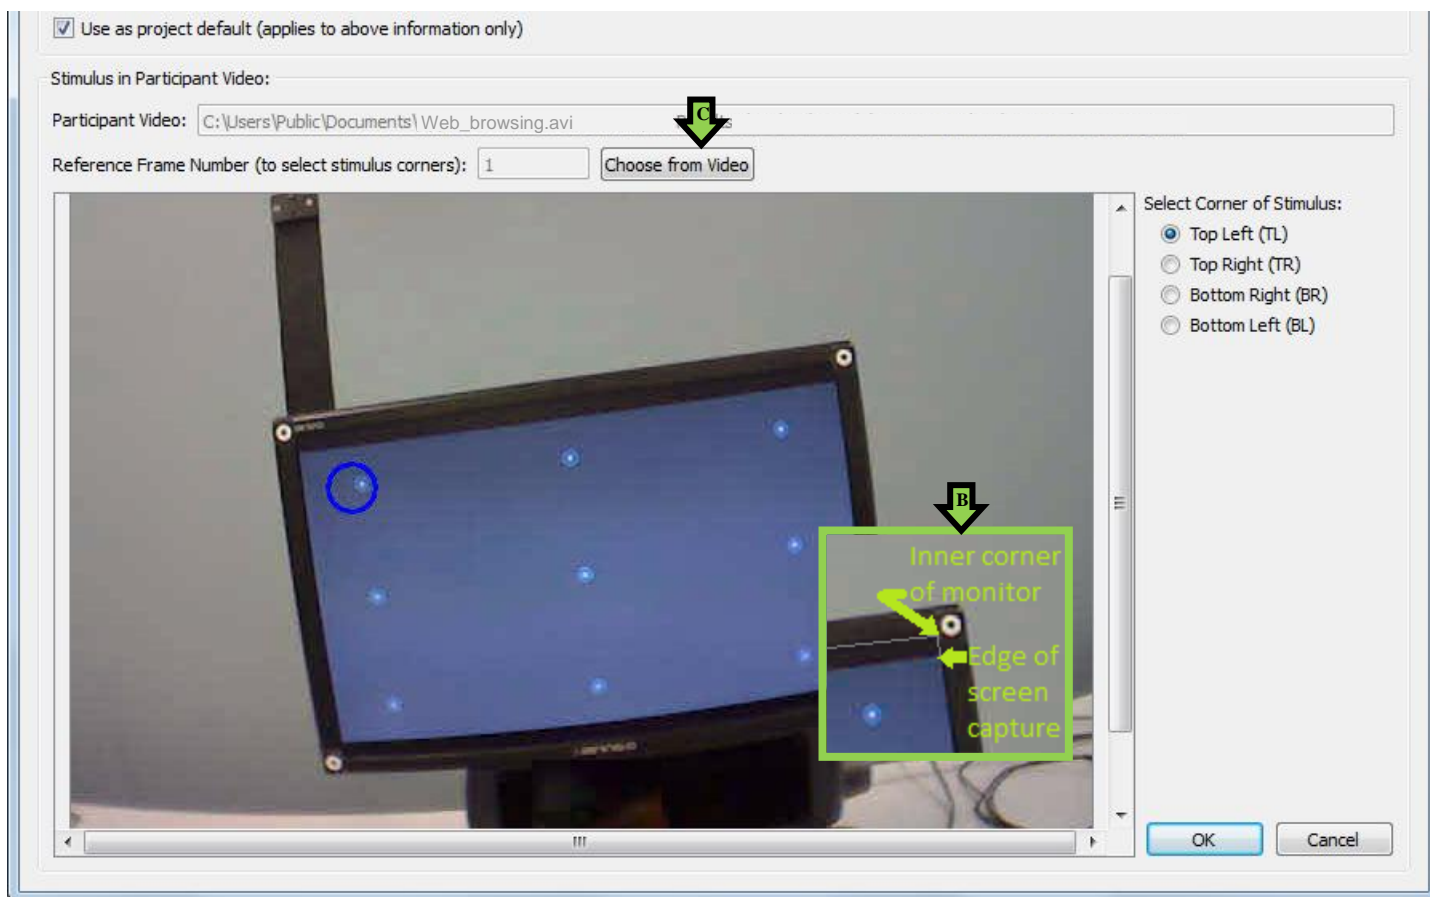 Use as project default (applies to above information only)
Stimulus in Participant Video:
Participant Video: C:\Users\Public\Documents\Web_browsing.avi
C
Reference Frame Number (to select stimulus corners): 1 Choose from Video
Select Corner of Stimulus:
Top Left (TL)
Top Right (TR)
Bottom Right (BR)
Bottom Left (BL)
B
Inner corner
of monitor
Edge of
screen
capture
OK Cancel